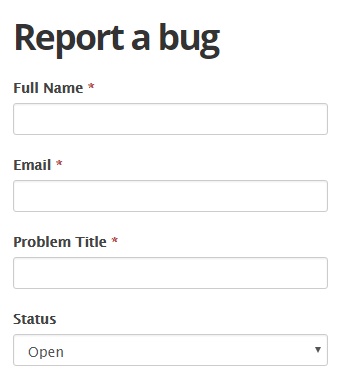 Report a bug
Full Name *
Email *
Problem Title *
Status
Open